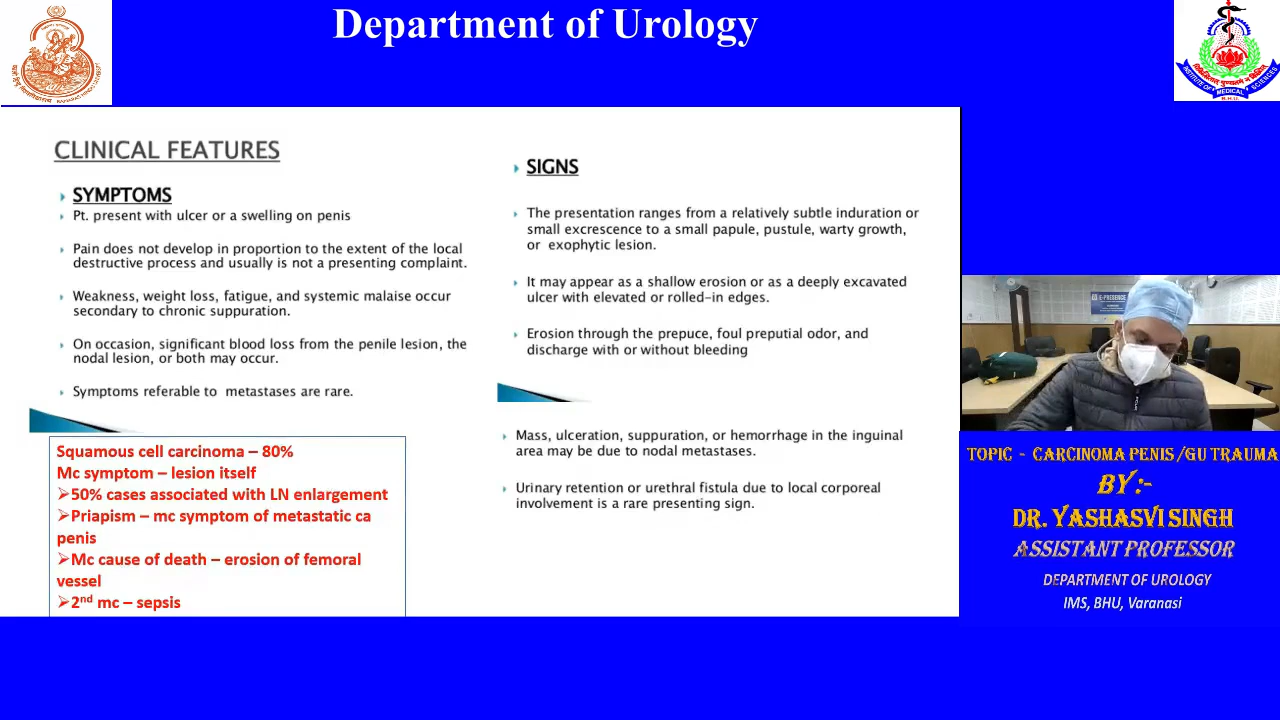 Department of Urology
CLINICAL FEATURES
SYMPTOMS
Pt. present with ulcer or a swelling on penis
Pain does not develop in proportion to the extent of the local
destructive process and usually is not a presenting complaint.
Weakness, weight loss, fatigue, and systemic malaise occur
secondary to chronic suppuration.
On occasion, significant blood loss from the penile lesion, the
nodal lesion, or both may occur.
Symptoms referable to metastases are rare.
Squamous cell carcinoma – 80%
Mc symptom – lesion itself
➢50% cases associated with LN enlargement
➢Priapism – mc symptom of metastatic ca
penis
➢Mc cause of death – erosion of femoral
vessel
➢2nd mc – sepsis
SIGNS
The presentation ranges from a relatively subtle induration or
small excrescence to a small papule, pustule, warty growth,
or exophytic lesion.
It may appear as a shallow erosion or as a deeply excavated
ulcer with elevated or rolled-in edges.
Erosion through the prepuce, foul preputial odor, and
discharge with or without bleeding
Mass, ulceration, suppuration, or hemorrhage in the inguinal
area may be due to nodal metastases.
Urinary retention or urethral fistula due to local corporeal
involvement is a rare presenting sign.
INSTITUTE OF MEDICAL SCIENCES
B.H.U.
E-PRESENCE
TOPIC - CARCINOMA PENIS /GU TRAUMA
BY:-
DR. YASHASVI SINGH
ASSISTANT PROFESSOR
DEPARTMENT OF UROLOGY
IMS, BHU, Varanasi